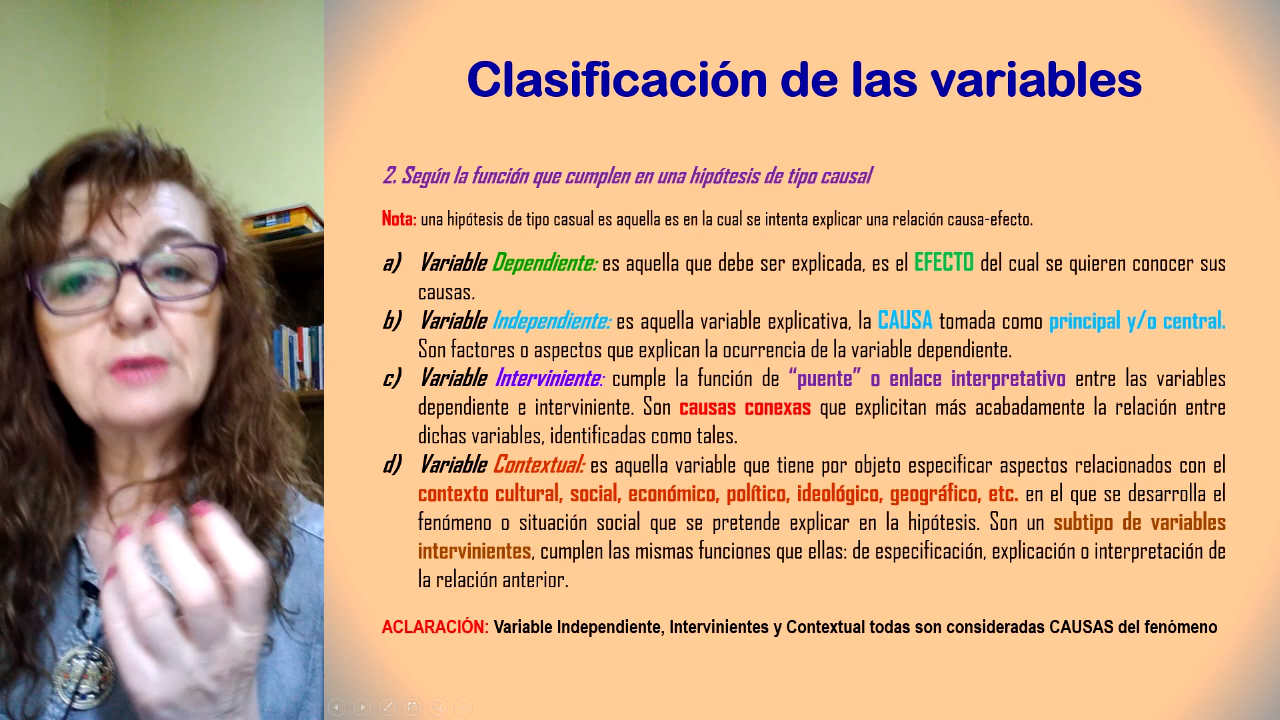 Clasificación de las variables
2. Según la función que cumplen en una hipótesis de tipo causal
Nota: una hipótesis de tipo casual es aquella es en la cual se intenta explicar una relación causa-efecto.
a) Variable Dependiente: es aquella que debe ser explicada, es el EFECTO del cual se quieren conocer sus
causas.
b) Variable Independiente: es aquella variable explicativa, la CAUSA tomada como principal y/o central.
Son factores o aspectos que explican la ocurrencia de la variable dependiente.
c) Variable Interviniente: cumple la función de “puente” o enlace interpretativo entre las variables
dependiente e interviniente. Son causas conexas que explicitan más acabadamente la relación entre
dichas variables, identificadas como tales.
d) Variable Contextual: es aquella variable que tiene por objeto especificar aspectos relacionados con el
contexto cultural, social, económico, político, ideológico, geográfico, etc. en el que se desarrolla el
fenómeno o situación social que se pretende explicar en la hipótesis. Son un subtipo de variables
intervinientes, cumplen las mismas funciones que ellas: de especificación, explicación o interpretación de
la relación anterior.
ACLARACIÓN: Variable Independiente, Intervinientes y Contextual todas son consideradas CAUSAS del fenómeno